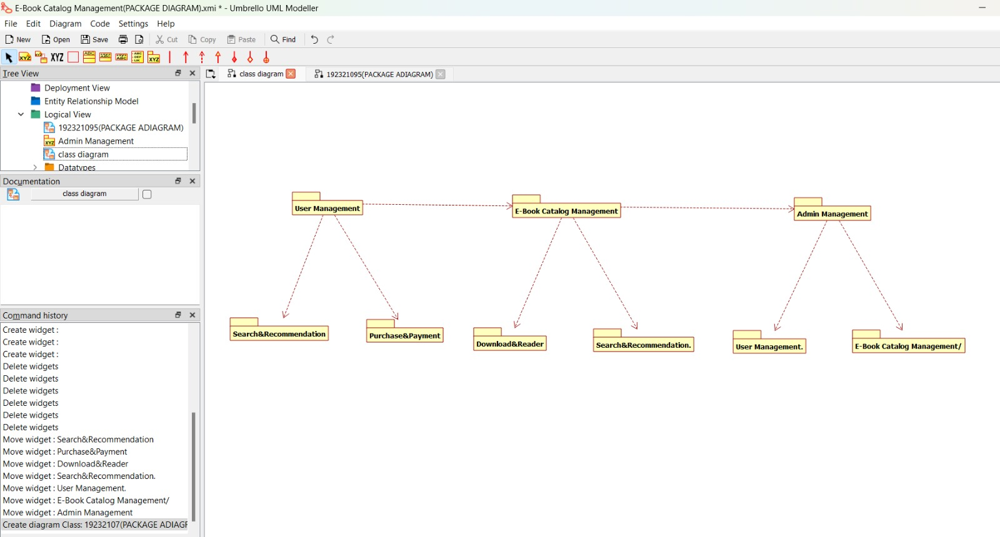 E-Book Catalog Management(PACKAGE DIAGRAM).xmi * - Umbrello UML Modeller
File Edit Diagram Code Settings Help
New Open Save Cut Copy Paste Find
XYZ XYZ ABC XYZ
Tree View
class diagram
192321095(PACKAGE ADIAGRAM)
Deployment View
Entity Relationship Model
Logical View
192321095(PACKAGE ADIAGRAM)
XYZ Admin Management
class diagram
Datatypes
Documentation
class diagram
Command history
Create widget :
Create widget :
Create widget :
Delete widgets
Delete widgets
Delete widgets
Delete widgets
Delete widgets
Delete widgets
Move widget : Search&Recommendation
Move widget : Purchase&Payment
Move widget : Download&Reader
Move widget : Search&Recommendation.
Move widget : User Management.
Move widget : E-Book Catalog Management/
Move widget : Admin Management
Create diagram Class: 19232107(PACKAGE ADIAGR
User Management
E-Book Catalog Management
Admin Management
Search&Recommendation
Purchase&Payment
Download&Reader
Search&Recommendation.
User Management.
E-Book Catalog Management/